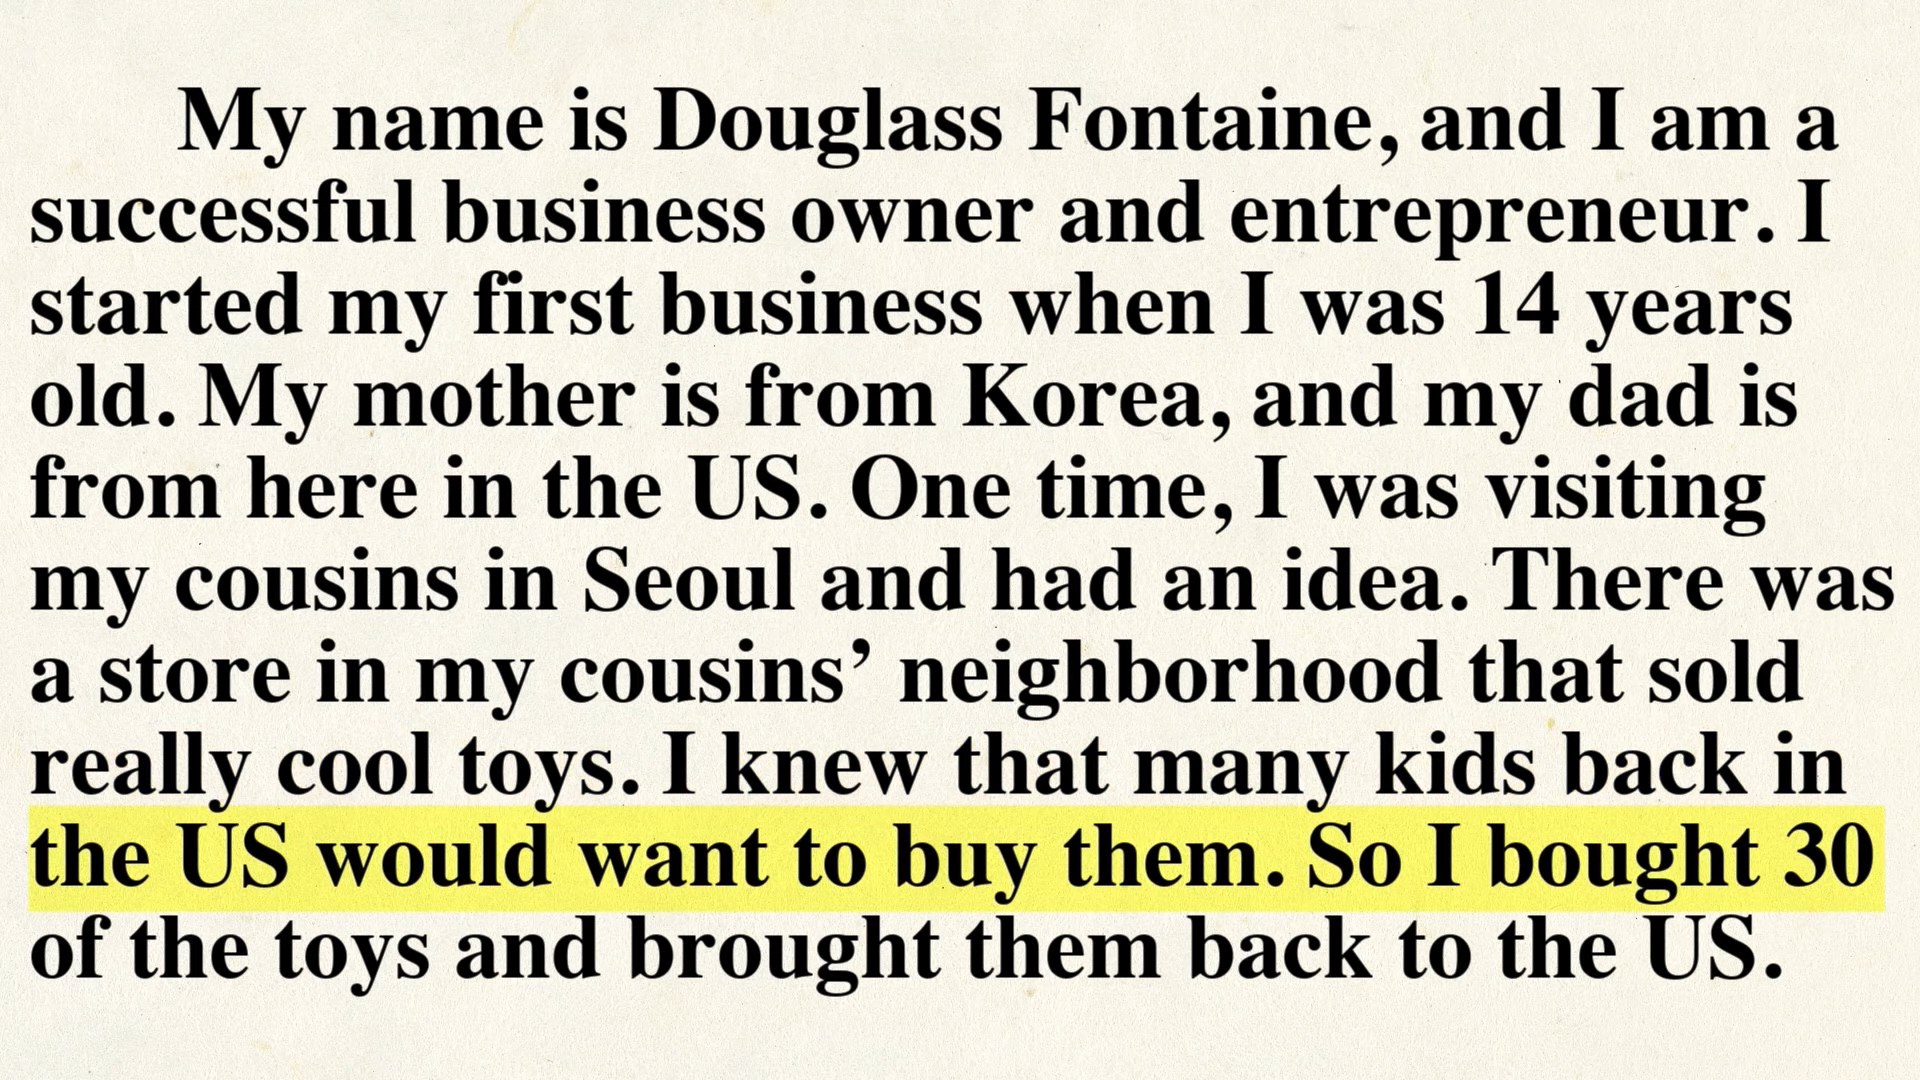 My name is Douglass Fontaine, and I am a
successful business owner and entrepreneur. I
started my first business when I was 14 years
old. My mother is from Korea, and my dad is
from here in the US. One time, I was visiting
my cousins in Seoul and had an idea. There was
a store in my cousins’ neighborhood that sold
really cool toys. I knew that many kids back in
the US would want to buy them. So I bought 30
of the toys and brought them back to the US.